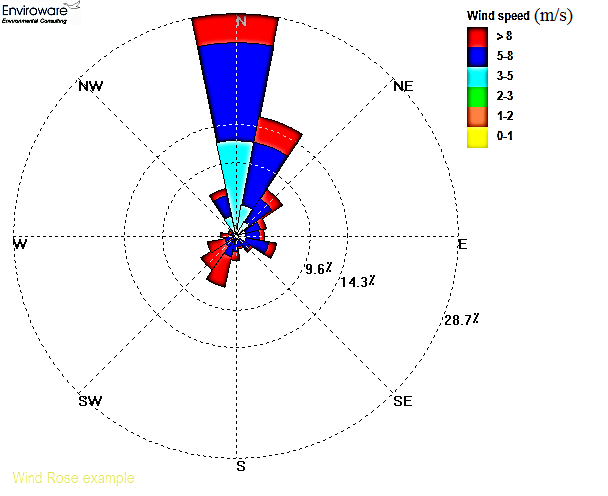 Enviroware
Environmental Consulting
Wind speed (m/s)
> 8
5-8
3-5
2-3
1-2
0-1
N
NW
NE
W
E
9.6%
14.3%
28.7%
SW
SE
S
Wind Rose example